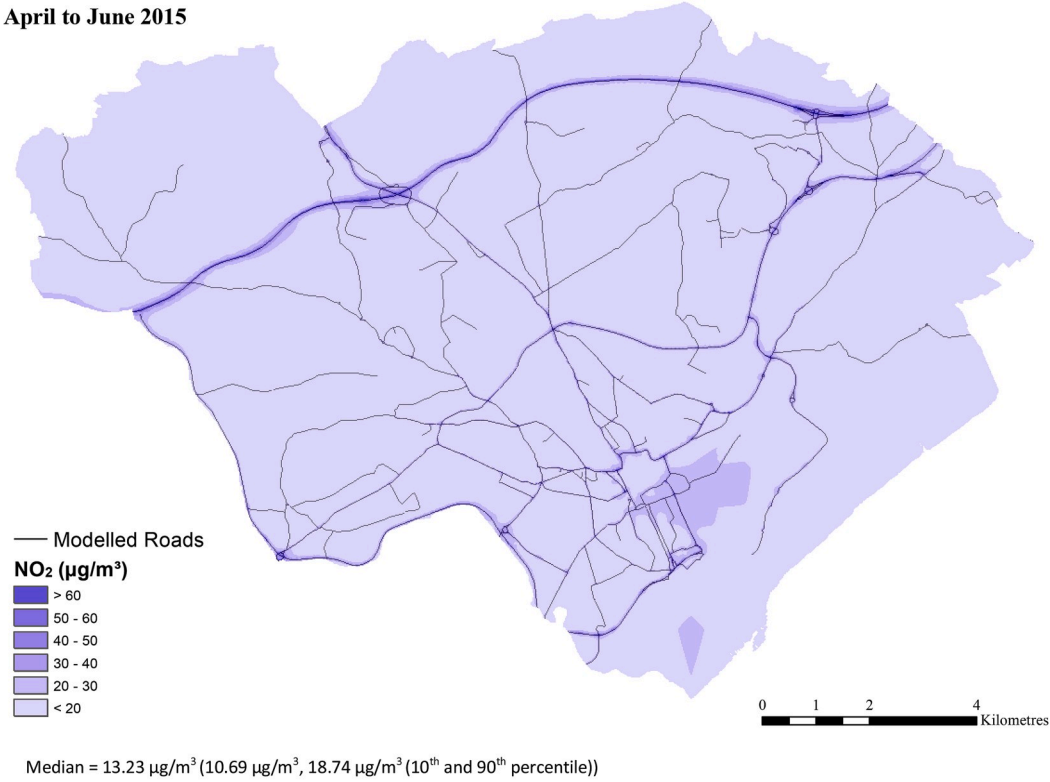 April to June 2015
Modelled Roads
NO₂ (µg/m³)
> 60
50 - 60
40 - 50
30 - 40
20 - 30
< 20
0 1 2 4
Kilometres
Median = 13.23 µg/m³ (10.69 µg/m³, 18.74 µg/m³ (10th and 90th percentile))